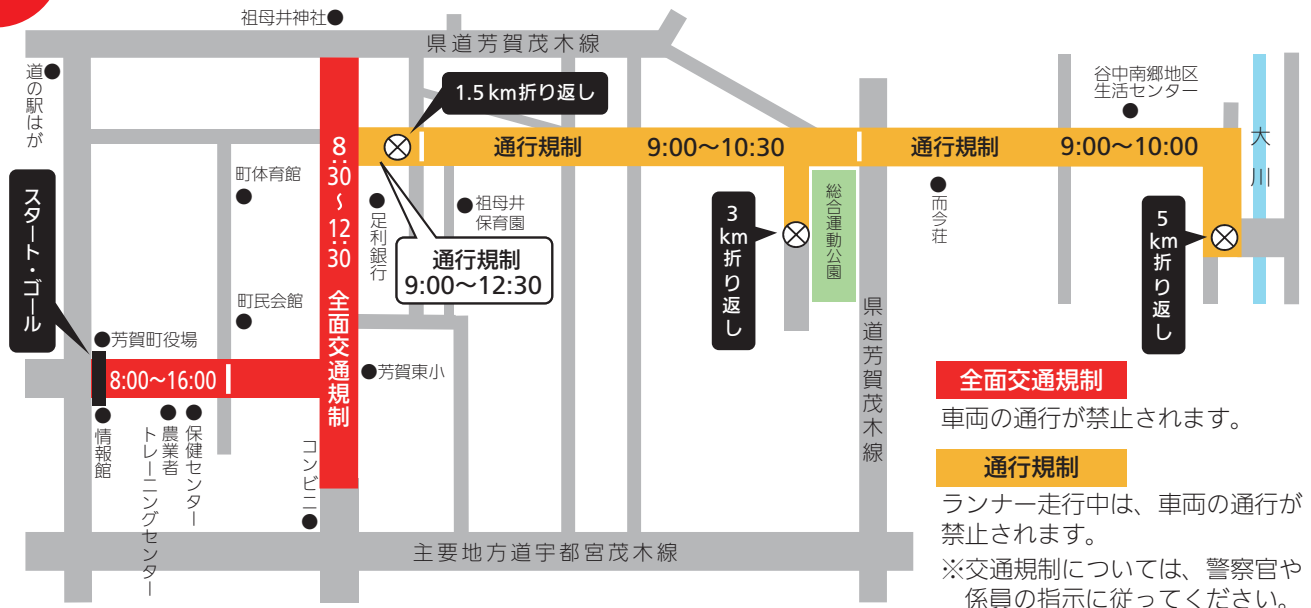 祖母井神社
県道芳賀茂木線
道の駅はが
1.5km折り返し
谷中南郷地区
生活センター
大川
通行規制 9:00〜10:30
通行規制 9:00〜10:00
8:30〜12:30 全面交通規制
町体育館
足利銀行
祖母井
保育園
通行規制
9:00〜12:30
3km折り返し
総合運動公園
而今荘
5km折り返し
スタート・ゴール
町民会館
芳賀町役場
8:00〜16:00
芳賀東小
県道芳賀茂木線
情報館
農業者
トレーニングセンター
保健センター
コンビニ
主要地方道宇都宮茂木線
全面交通規制
車両の通行が禁止されます。
通行規制
ランナー走行中は、車両の通行が
禁止されます。
※交通規制については、警察官や
係員の指示に従ってください。